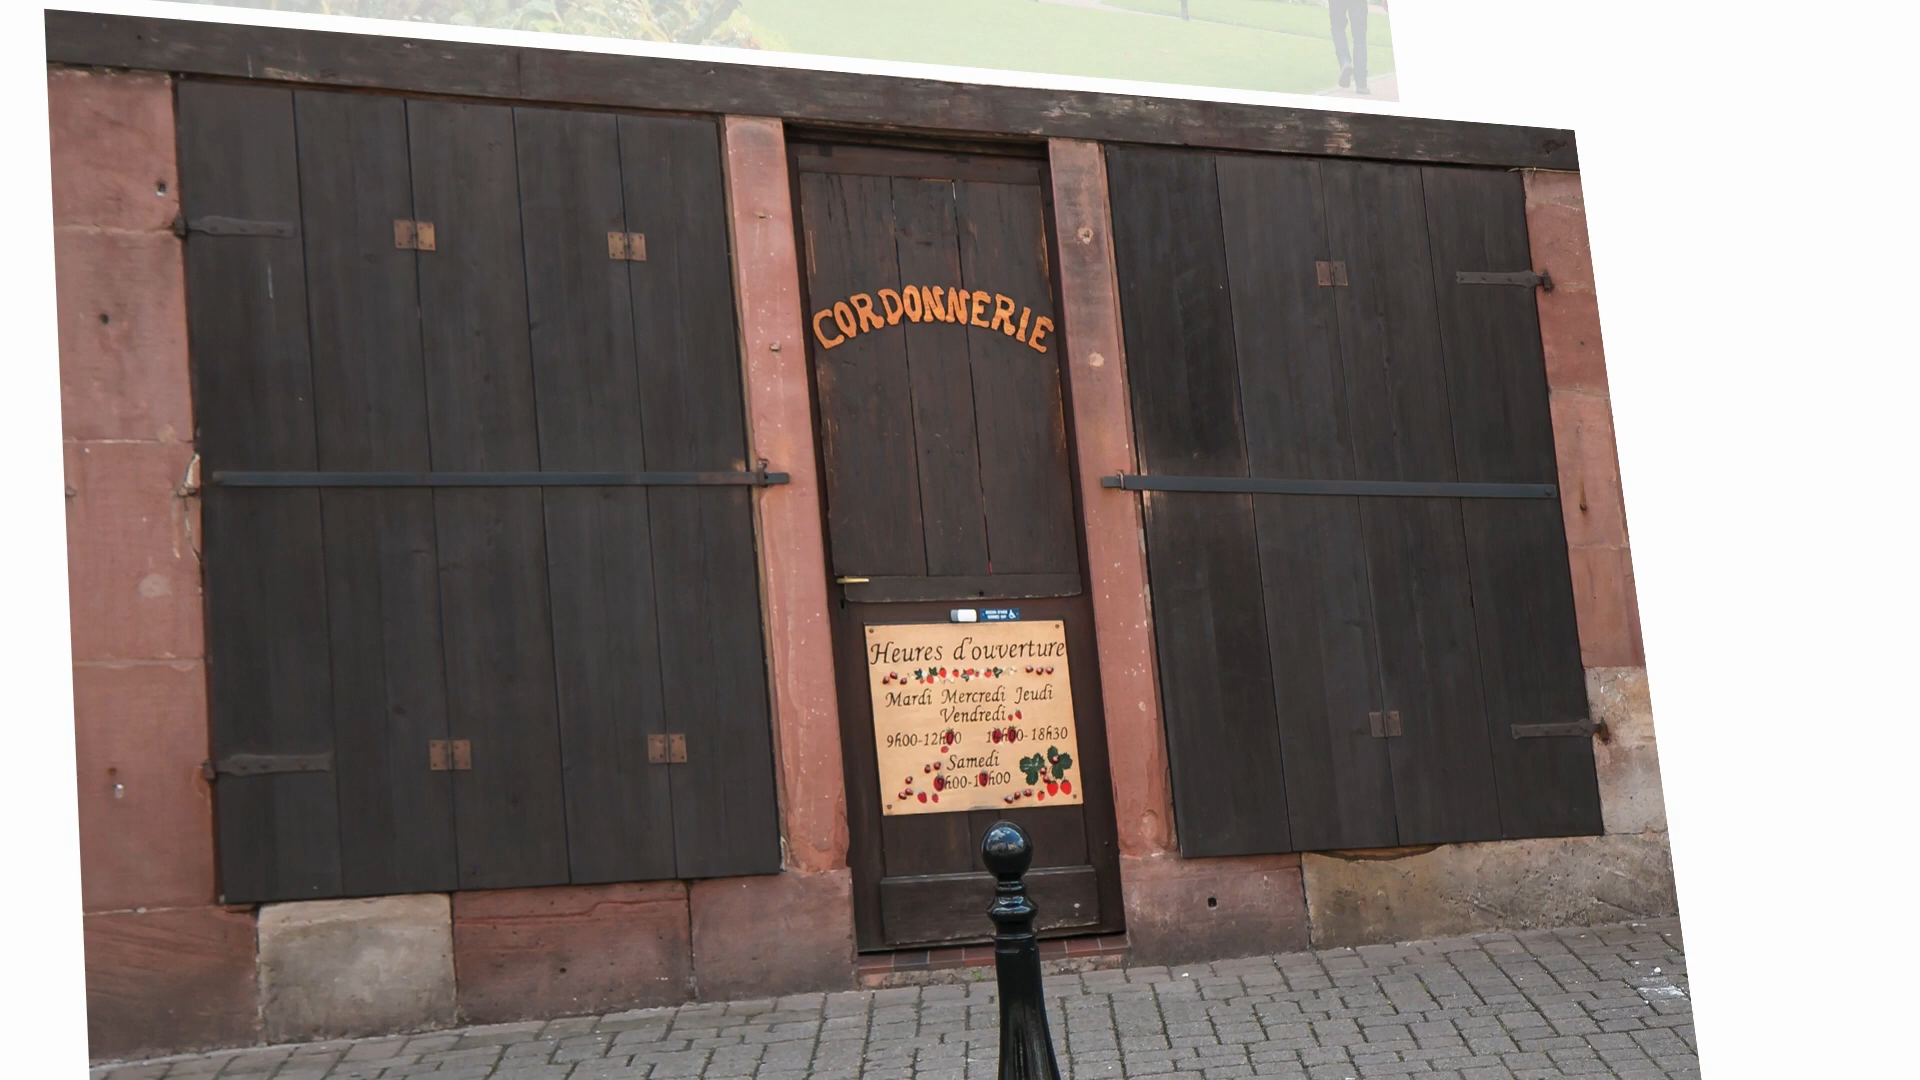 CORDONNERIE
Heures d'ouverture
Mardi Mercredi Jeudi
Vendredi
9h00-12h00
Samedi